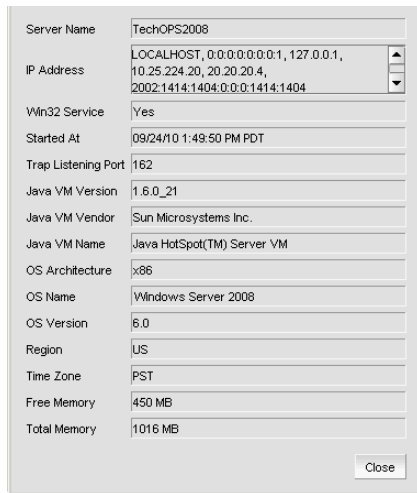 Server Name TechOPS2008
IP Address LOCALHOST, 0:0:0:0:0:0:0:1, 127.0.0.1,
10.25.224.20, 20.20.20.4,
2002:1414:1404:0:0:0:1414:1404
Win32 Service Yes
Started At 09/24/10 1:49:50 PM PDT
Trap Listening Port 162
Java VM Version 1.6.0_21
Java VM Vendor Sun Microsystems Inc.
Java VM Name Java HotSpot(TM) Server VM
OS Architecture x86
OS Name Windows Server 2008
OS Version 6.0
Region US
Time Zone PST
Free Memory 450 MB
Total Memory 1016 MB
Close